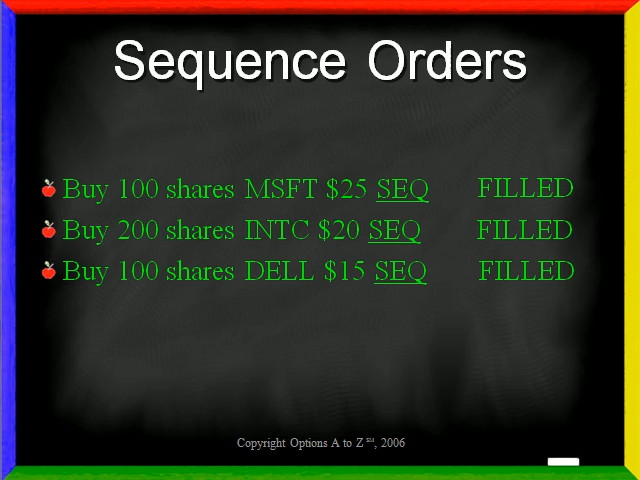 Sequence Orders
Buy 100 shares MSFT $25 SEQ FILLED
Buy 200 shares INTC $20 SEQ FILLED
Buy 100 shares DELL $15 SEQ FILLED
Copyright Options A to Z ℠, 2006